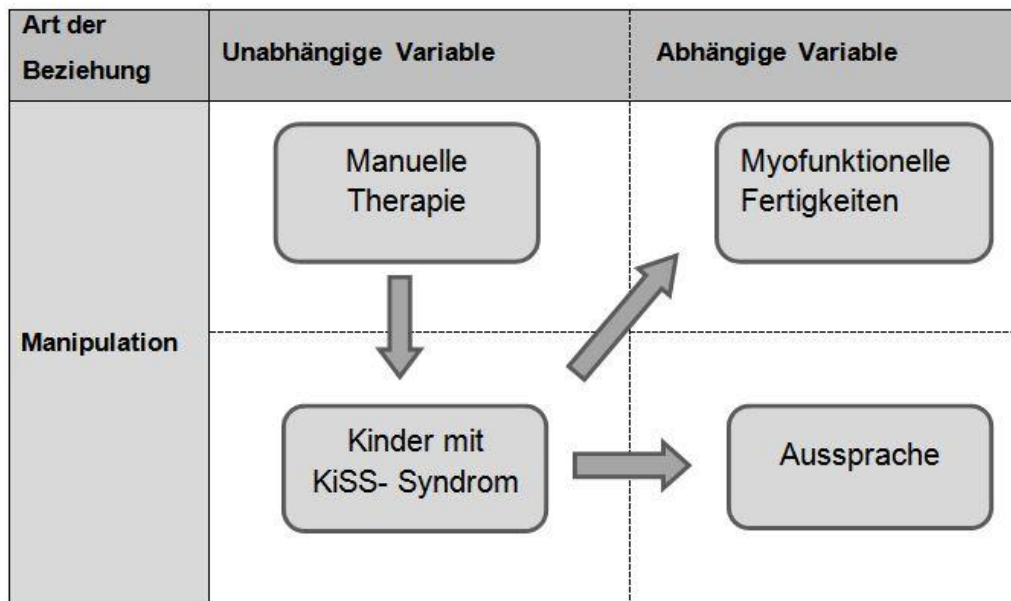 Art der
Beziehung
Unabhängige Variable
Abhängige Variable
Manipulation
Manuelle
Therapie
Myofunktionelle
Fertigkeiten
Kinder mit
KiSS- Syndrom
Aussprache